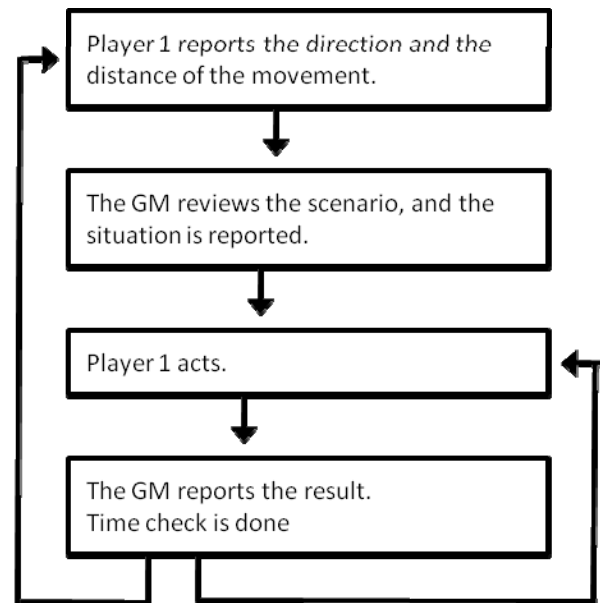 Player 1 reports the direction and the
distance of the movement.
The GM reviews the scenario, and the
situation is reported.
Player 1 acts.
The GM reports the result.
Time check is done